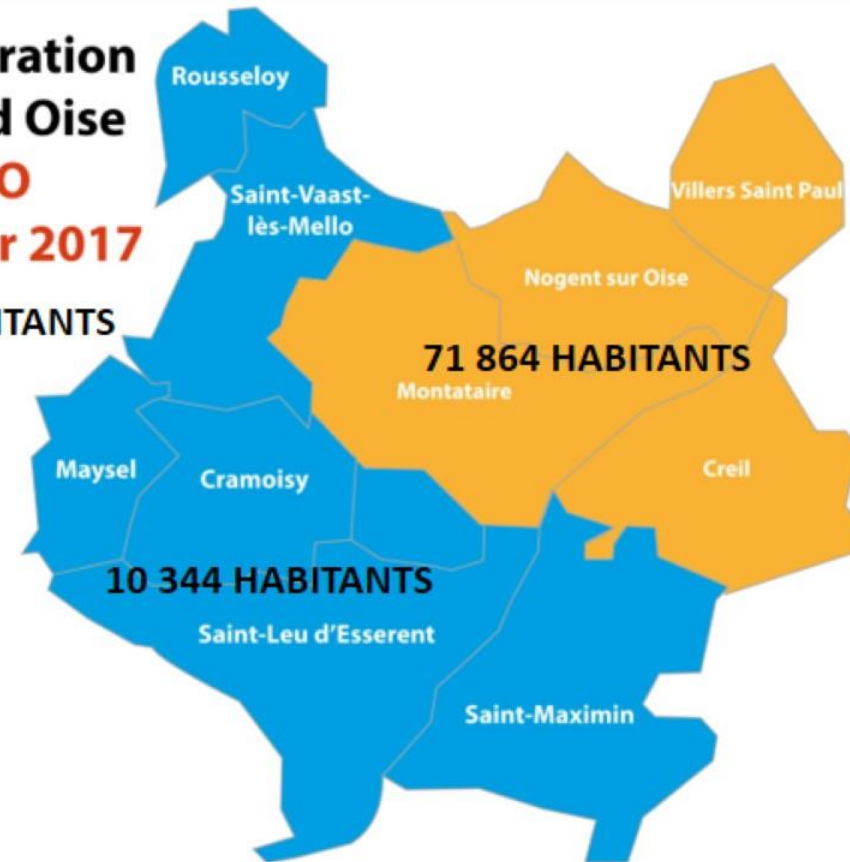 ration
d Oise
O
r 2017
ITANTS
Rousseloy
Saint-Vaast-
lès-Mello
Villers Saint Paul
Nogent sur Oise
71 864 HABITANTS
Montataire
Maysel
Cramoisy
Creil
10 344 HABITANTS
Saint-Leu d'Esserent
Saint-Maximin